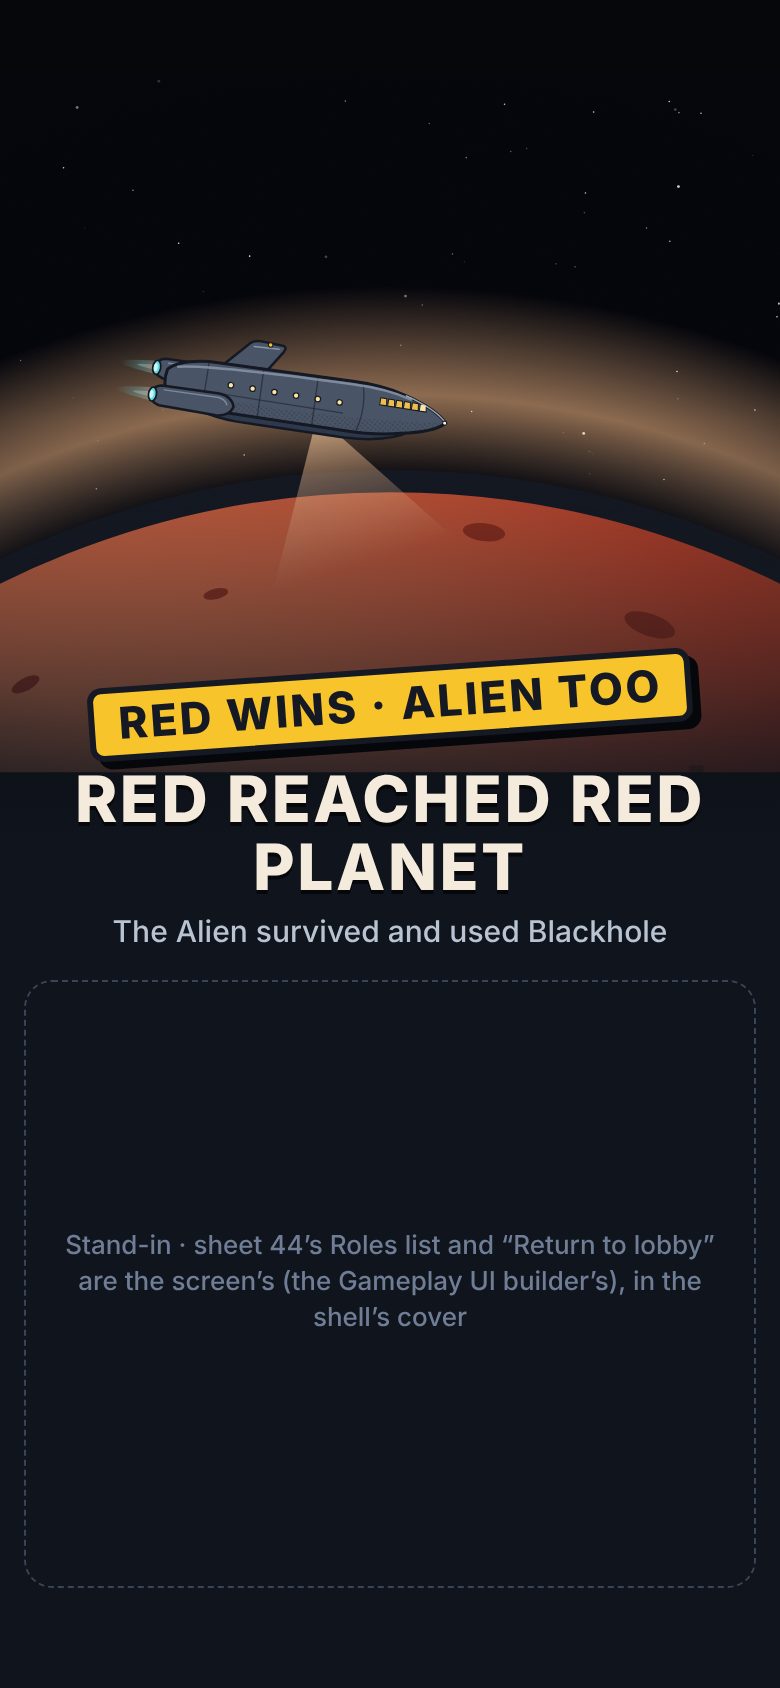 RED WINS · ALIEN TOO
RED REACHED RED
PLANET
The Alien survived and used Blackhole
Stand-in · sheet 44’s Roles list and “Return to lobby”
are the screen’s (the Gameplay UI builder’s), in the
shell’s cover